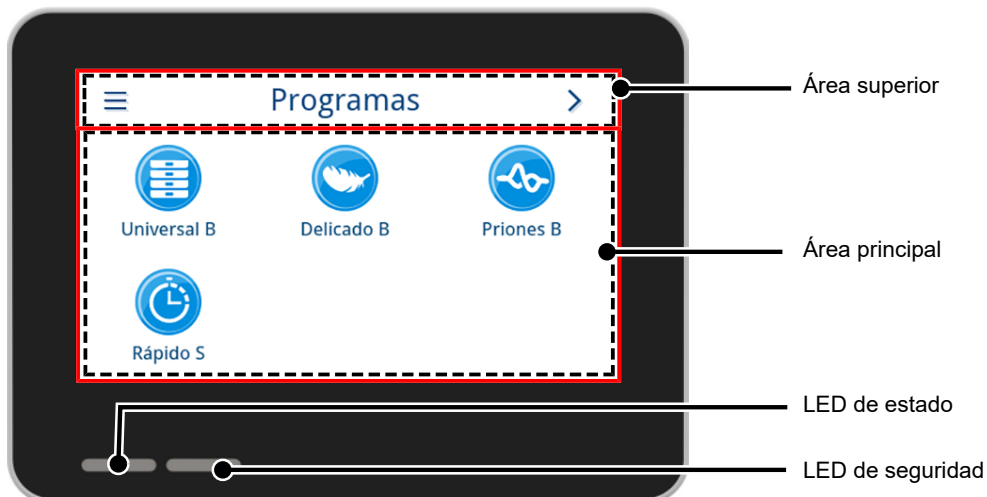 Programas
Área superior
Universal B
Delicado B
Priones B
Área principal
Rápido S
LED de estado
LED de seguridad